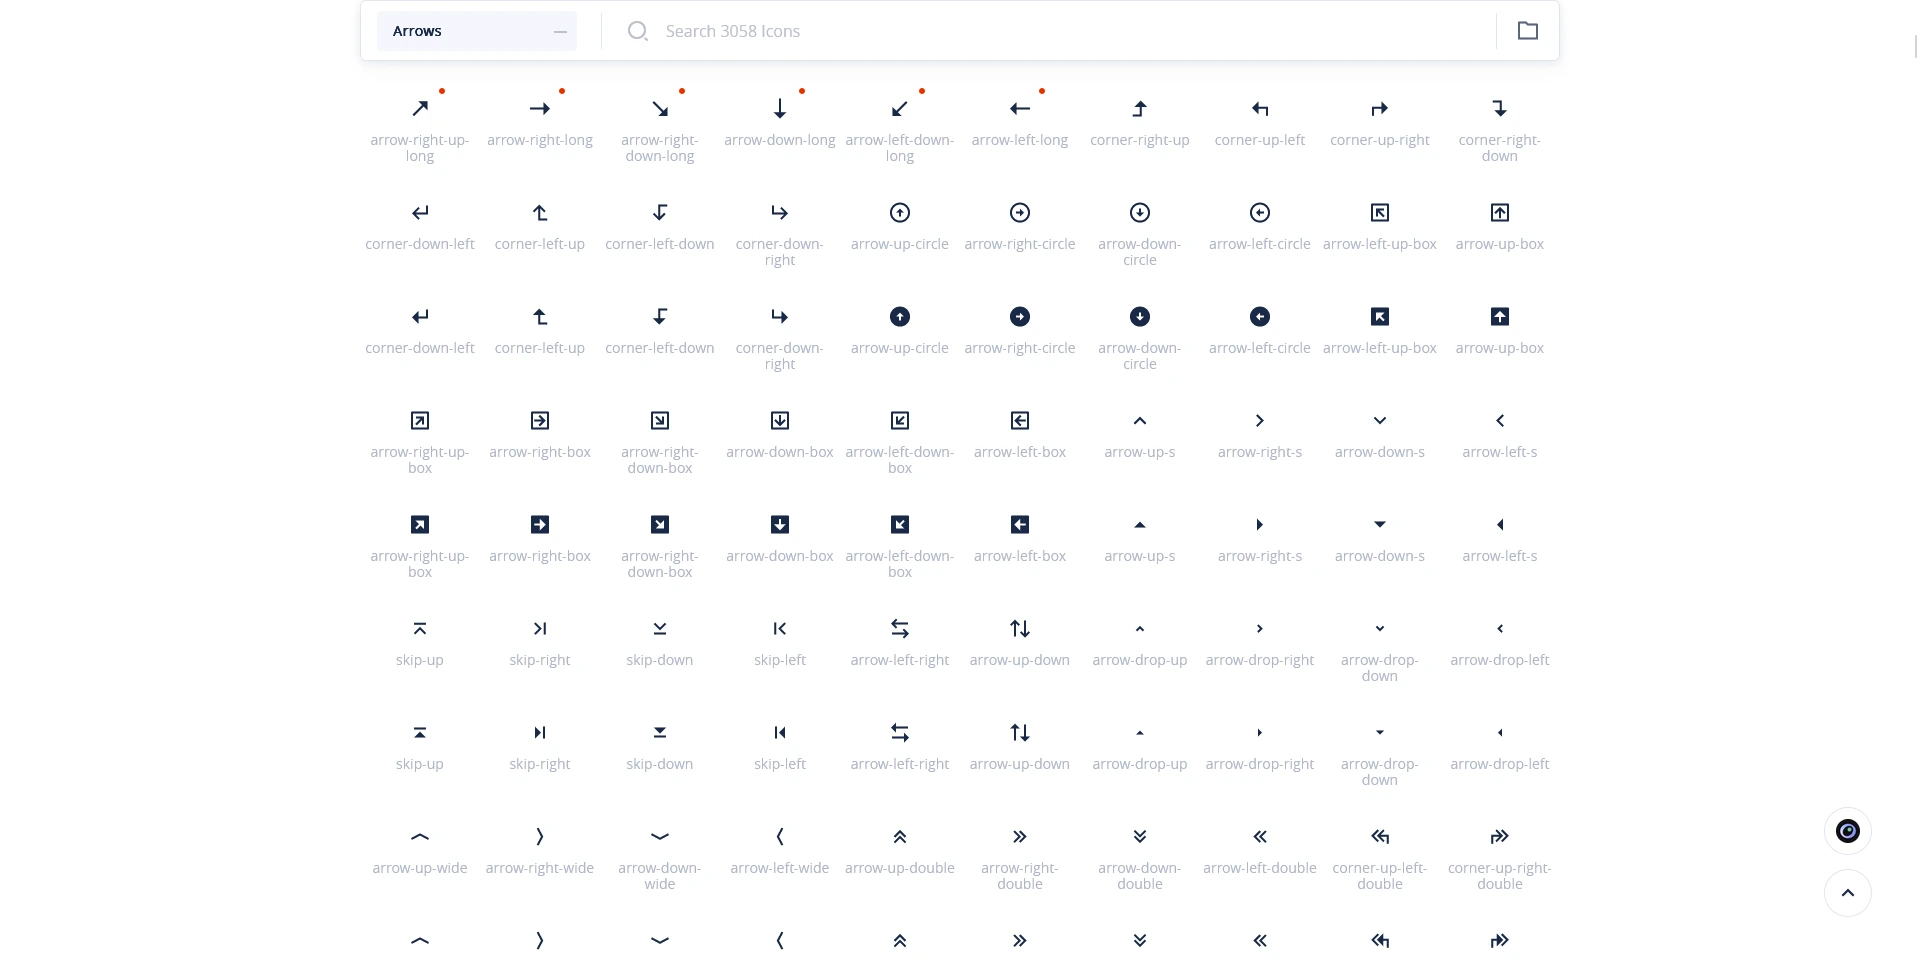 Arrows
Search 3058 Icons
arrow-right-up-
long
arrow-right-long
arrow-right-
down-long
arrow-down-long
arrow-left-down-
long
arrow-left-long
corner-right-up
corner-up-left
corner-up-right
corner-right-
down
corner-down-left
corner-left-up
corner-left-down
corner-down-
right
arrow-up-circle
arrow-right-circle
arrow-down-
circle
arrow-left-circle
arrow-left-up-box
arrow-up-box
corner-down-left
corner-left-up
corner-left-down
corner-down-
right
arrow-up-circle
arrow-right-circle
arrow-down-
circle
arrow-left-circle
arrow-left-up-box
arrow-up-box
arrow-right-up-
box
arrow-right-box
arrow-right-
down-box
arrow-down-box
arrow-left-down-
box
arrow-left-box
arrow-up-s
arrow-right-s
arrow-down-s
arrow-left-s
arrow-right-up-
box
arrow-right-box
arrow-right-
down-box
arrow-down-box
arrow-left-down-
box
arrow-left-box
arrow-up-s
arrow-right-s
arrow-down-s
arrow-left-s
skip-up
skip-right
skip-down
skip-left
arrow-left-right
arrow-up-down
arrow-drop-up
arrow-drop-right
arrow-drop-
down
arrow-drop-left
skip-up
skip-right
skip-down
skip-left
arrow-left-right
arrow-up-down
arrow-drop-up
arrow-drop-right
arrow-drop-
down
arrow-drop-left
arrow-up-wide
arrow-right-wide
arrow-down-
wide
arrow-left-wide
arrow-up-double
arrow-right-
double
arrow-down-
double
arrow-left-double
corner-up-left-
double
corner-up-right-
double